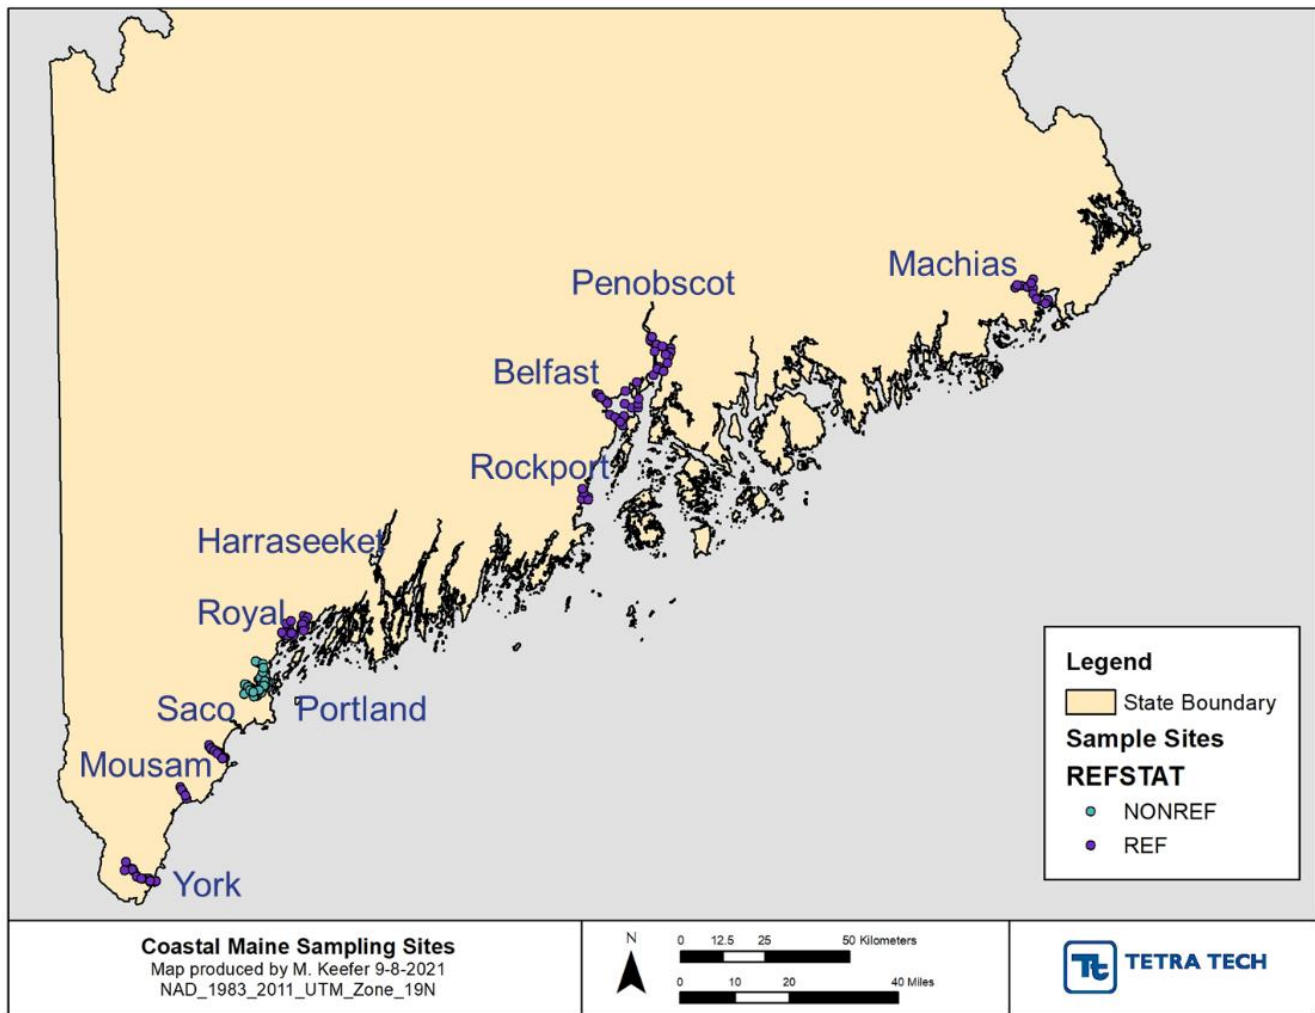 Machias
Penobscot
Belfast
Rockport
Harraseeket
Royal
Saco
Portland
Mousam
York
Legend
State Boundary
Sample Sites
REFSTAT
NONREF
REF
Coastal Maine Sampling Sites
Map produced by M. Keefer 9-8-2021
NAD_1983_2011_UTM_Zone_19N
N
0 12.5 25 50 Kilometers
0 10 20 40 Miles
Tt
TETRA TECH